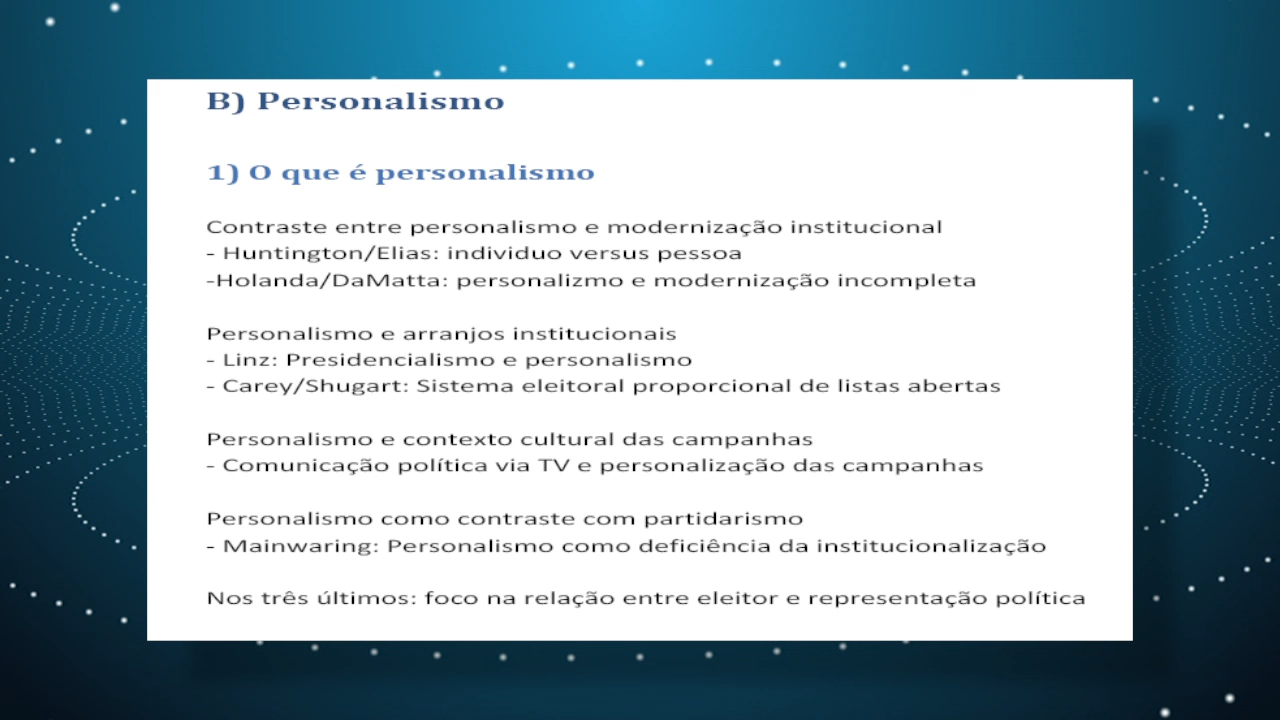 B) Personalismo
1) O que é personalismo
Contraste entre personalismo e modernização institucional
- Huntington/Elias: individuo versus pessoa
-Holanda/DaMatta: personalizmo e modernização incompleta
Personalismo e arranjos institucionais
- Linz: Presidencialismo e personalismo
- Carey/Shugart: Sistema eleitoral proporcional de listas abertas
Personalismo e contexto cultural das campanhas
- Comunicação política via TV e personalização das campanhas
Personalismo como contraste com partidarismo
- Mainwaring: Personalismo como deficiência da institucionalização
Nos três últimos: foco na relação entre eleitor e representação política